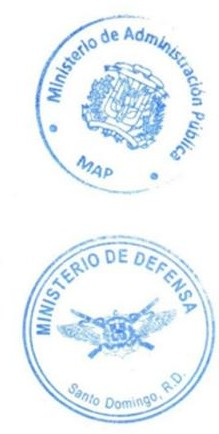 Ministerio de Administración Pública
MAP
MINISTERIO DE DEFENSA
Santo Domingo, R.D.